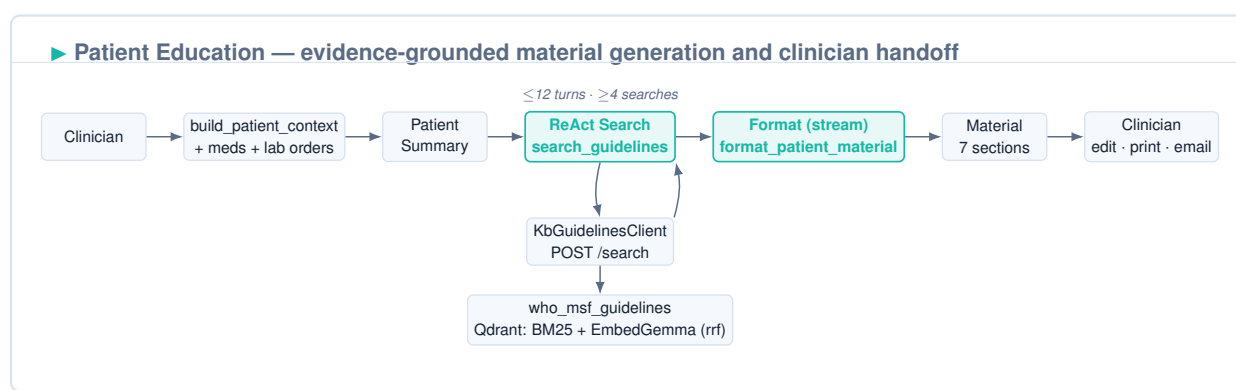 ▶ Patient Education — evidence-grounded material generation and clinician handoff
≤12 turns · ≥4 searches
Clinician
build_patient_context
+ meds + lab orders
Patient
Summary
ReAct Search
search_guidelines
Format (stream)
format_patient_material
Material
7 sections
Clinician
edit · print · email
KbGuidelinesClient
POST /search
who_msf_guidelines
Qdrant: BM25 + EmbedGemma (rrf)